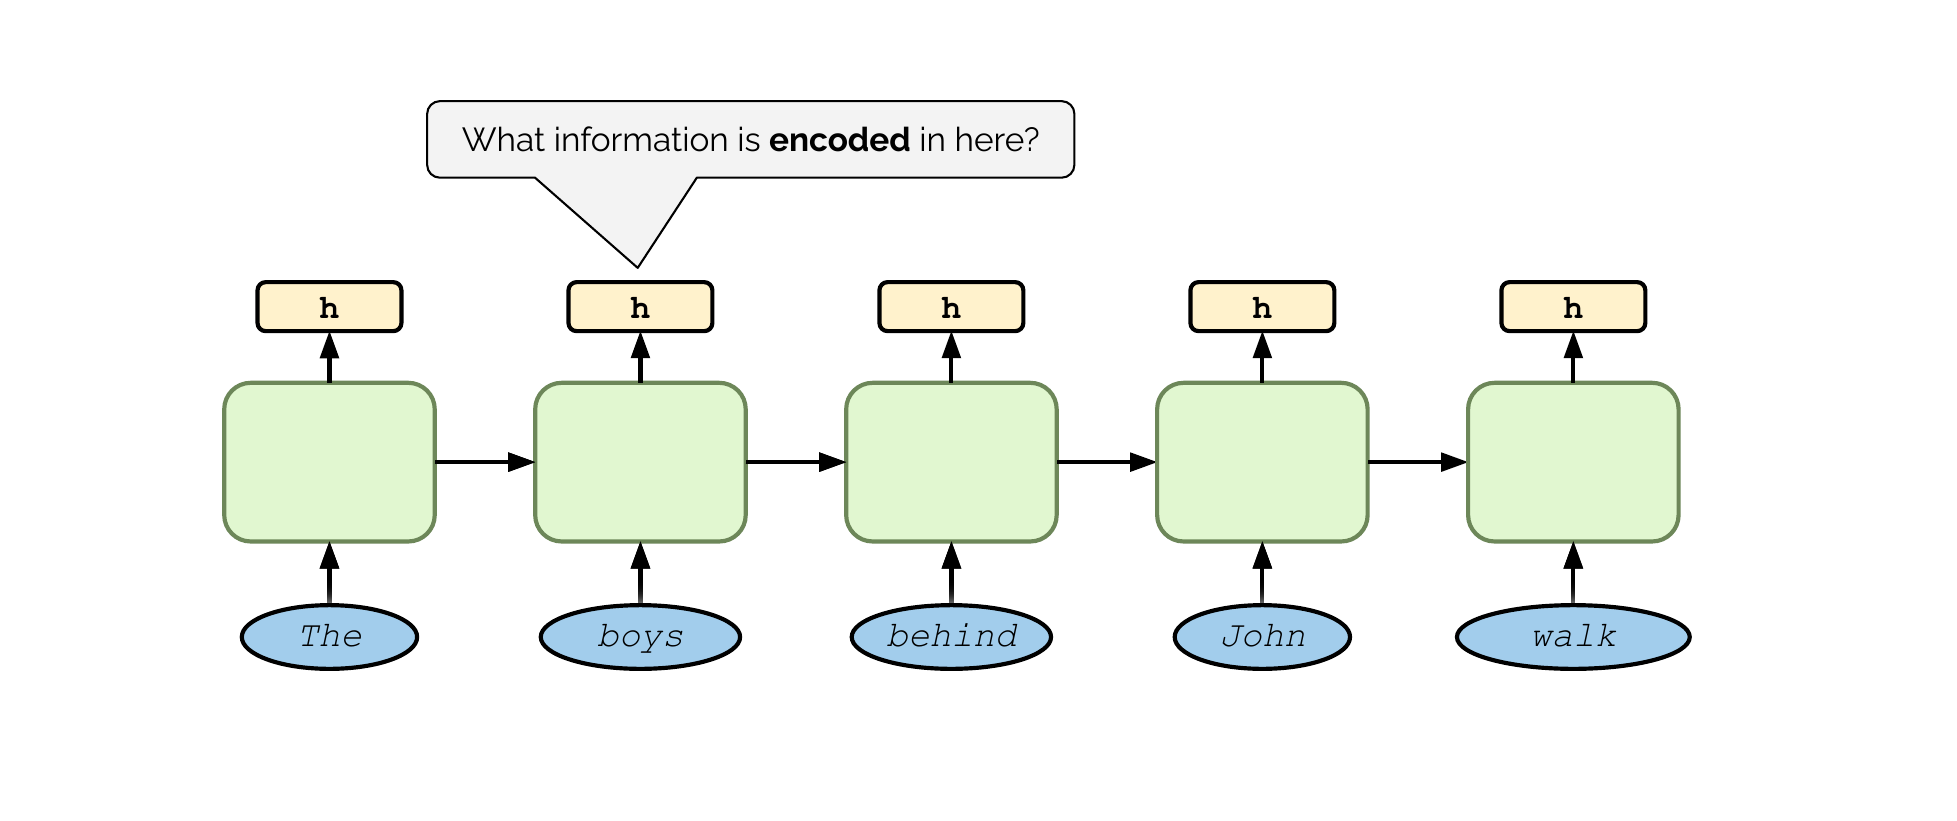 What information is encoded in here?
h h h h h
The boys behind John walk